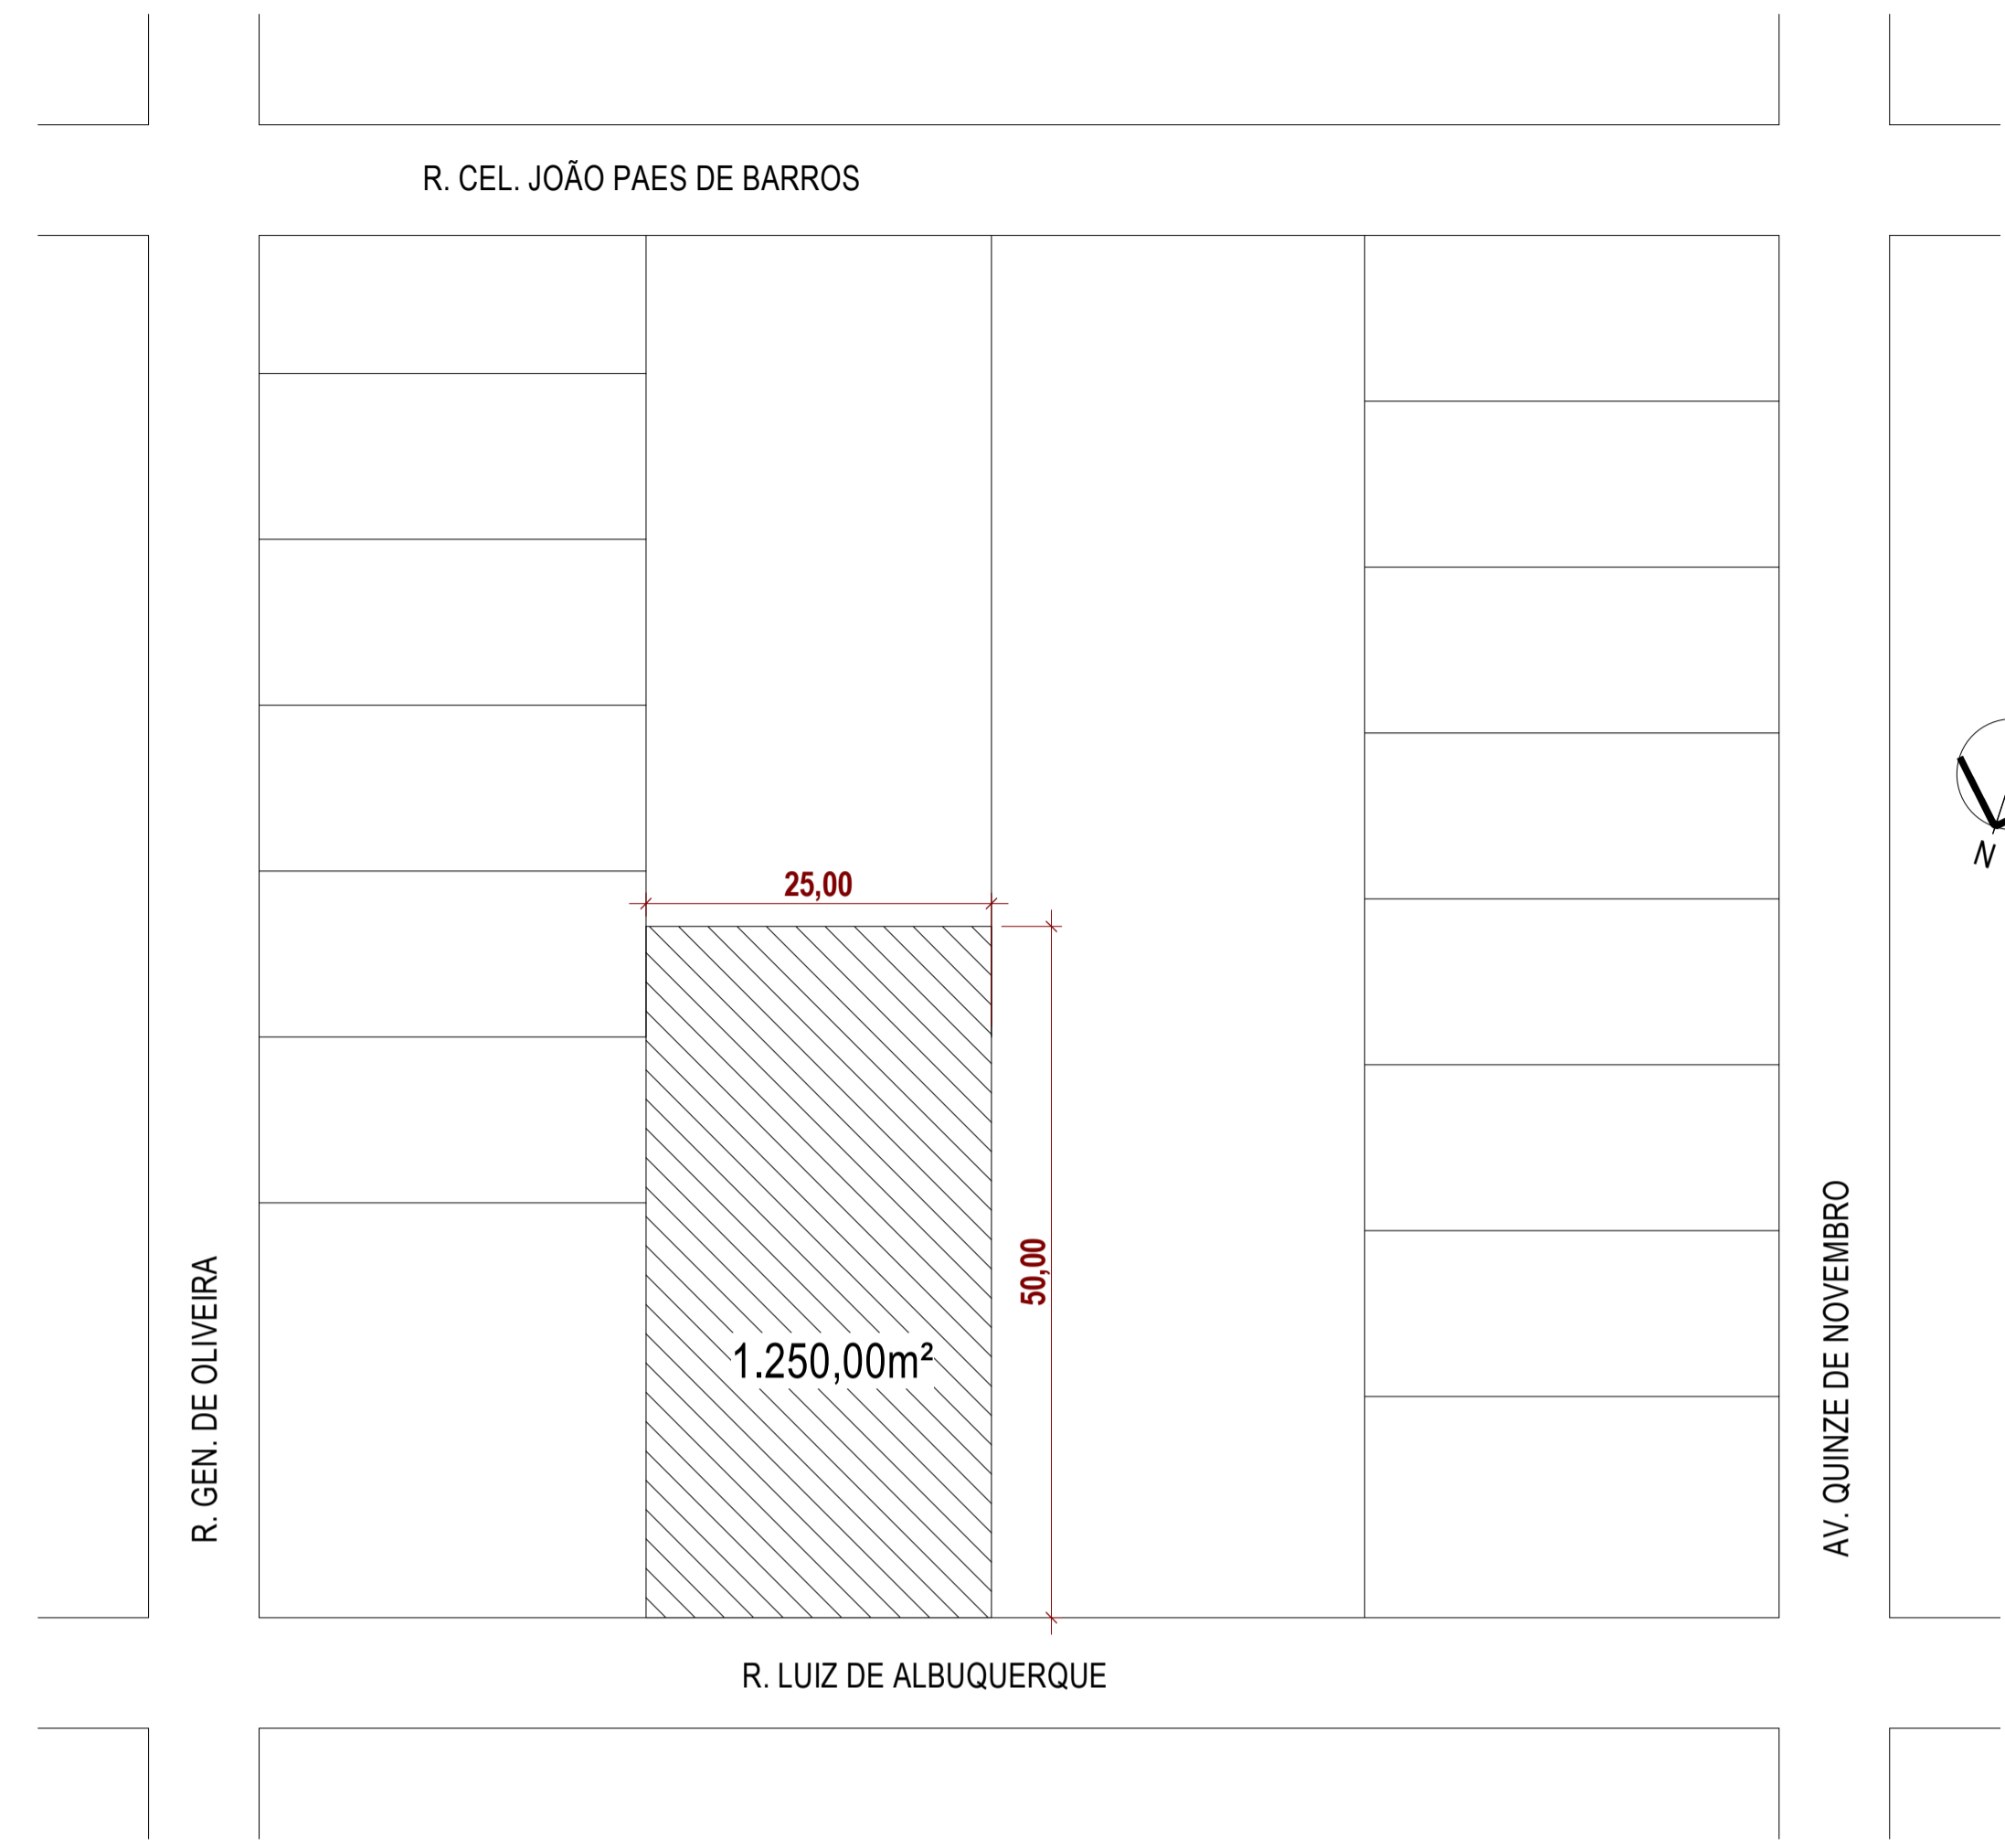 R. CEL. JOÃO PAES DE BARROS
25,00
50,00
1.250,00m²
R. GEN. DE OLIVEIRA
AV. QUINZE DE NOVEMBRO
N
R. LUIZ DE ALBUQUERQUE